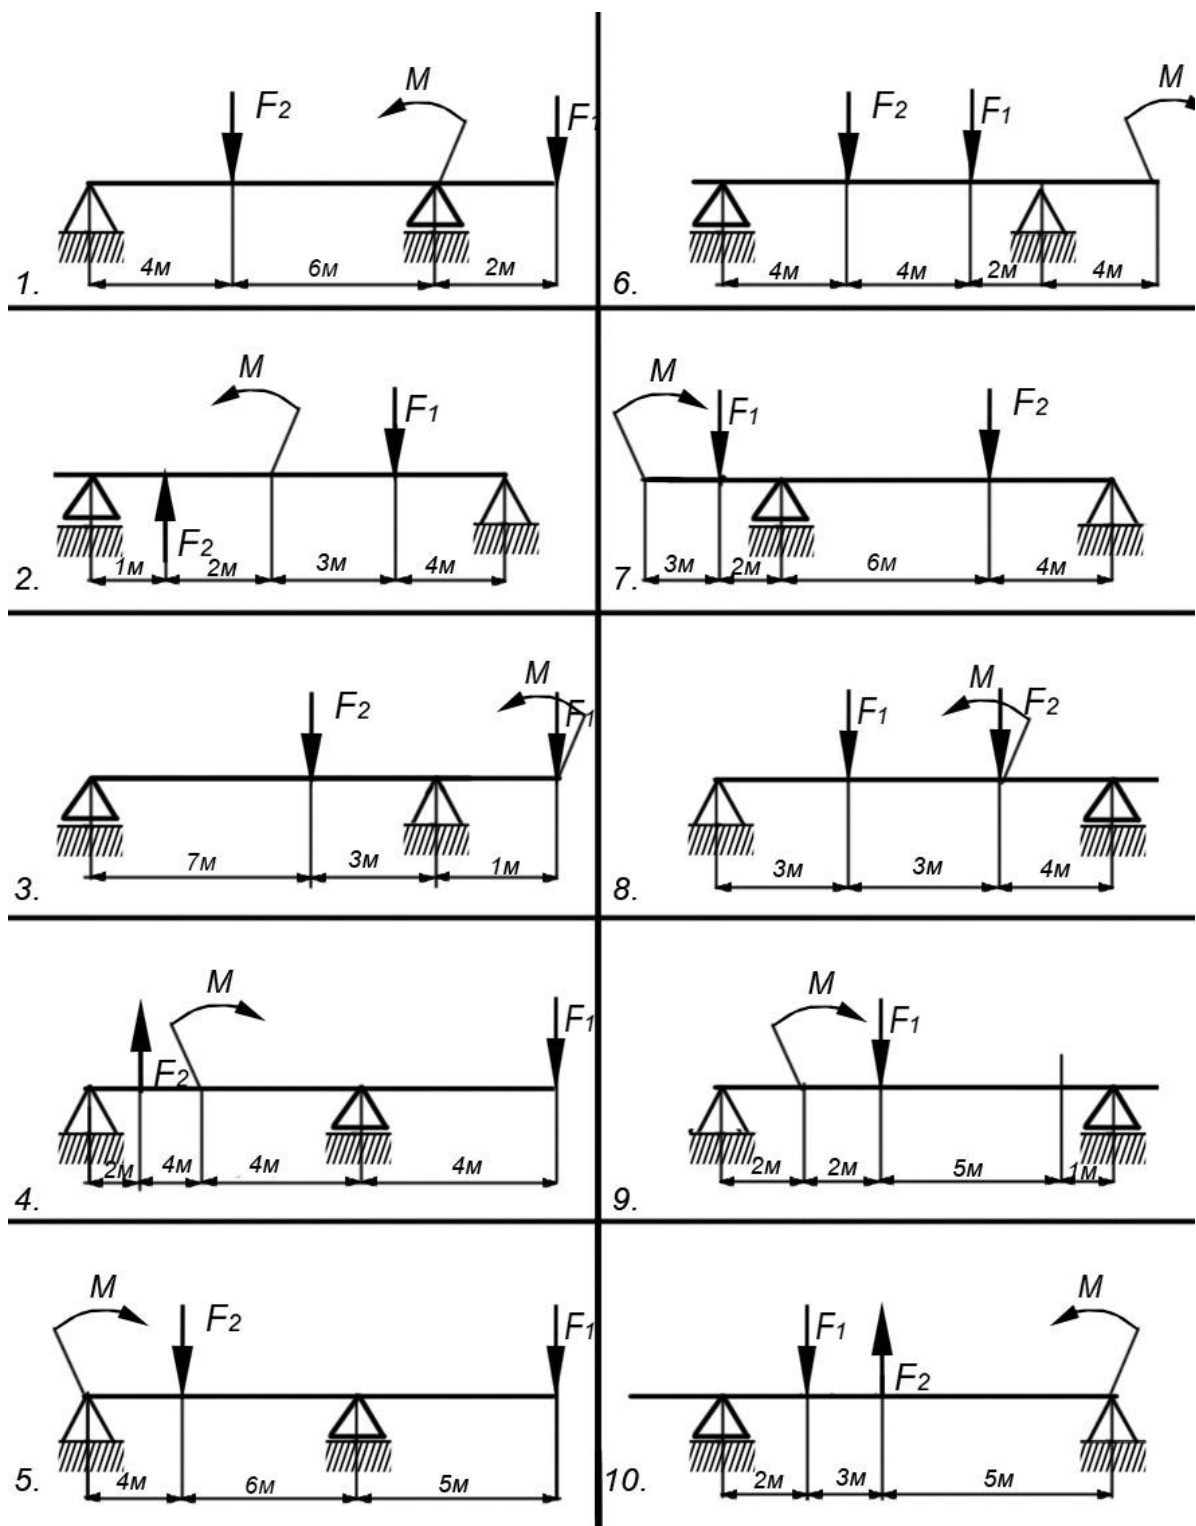 M
F2
F1
4м 6м 2м
1.
M
F2 F1
4м 4м 2м 4м
6.
M
F1
F2
1м 2м 3м 4м
2.
M
F1 F2
3м 2м 6м 4м
7.
M
F2 F1
7м 3м 1м
3.
M
F1 F2
3м 3м 4м
8.
M
F1
F2
2м 4м 4м 4м
4.
M
F1
2м 2м 5м 1м
9.
M
F2 F1
4м 6м 5м
5.
M
F1
F2
2м 3м 5м
10.